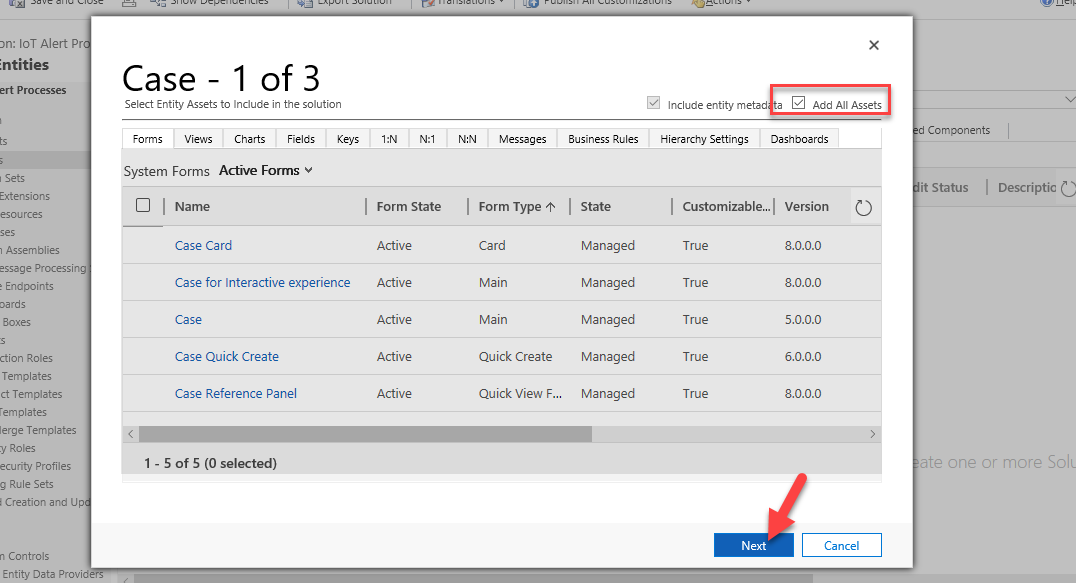 Save and Close
Show Dependencies
Export Solution
Translations
Publish All Customizations
Actions
Help
on: IoT Alert Pro
Entities
ert Processes
ts
s
n Sets
Extensions
esources
ses
n Assemblies
essage Processing
e Endpoints
oards
Boxes
ts
ction Roles
Templates
ct Templates
Templates
erge Templates
ty Roles
ecurity Profiles
g Rule Sets
d Creation and Upd
m Controls
Entity Data Providers
Case - 1 of 3
Select Entity Assets to Include in the solution
Include entity metadata
Add All Assets
Forms Views Charts Fields Keys 1:N N:1 N:N Messages Business Rules Hierarchy Settings Dashboards
System Forms Active Forms
Name Form State Form Type State Customizable... Version
Case Card Active Card Managed True 8.0.0.0
Case for Interactive experience Active Main Managed True 8.0.0.0
Case Active Main Managed True 5.0.0.0
Case Quick Create Active Quick Create Managed True 6.0.0.0
Case Reference Panel Active Quick View F... Managed True 8.0.0.0
1 - 5 of 5 (0 selected)
Next Cancel
ed Components
dit Status Descriptio
eate one or more Solu